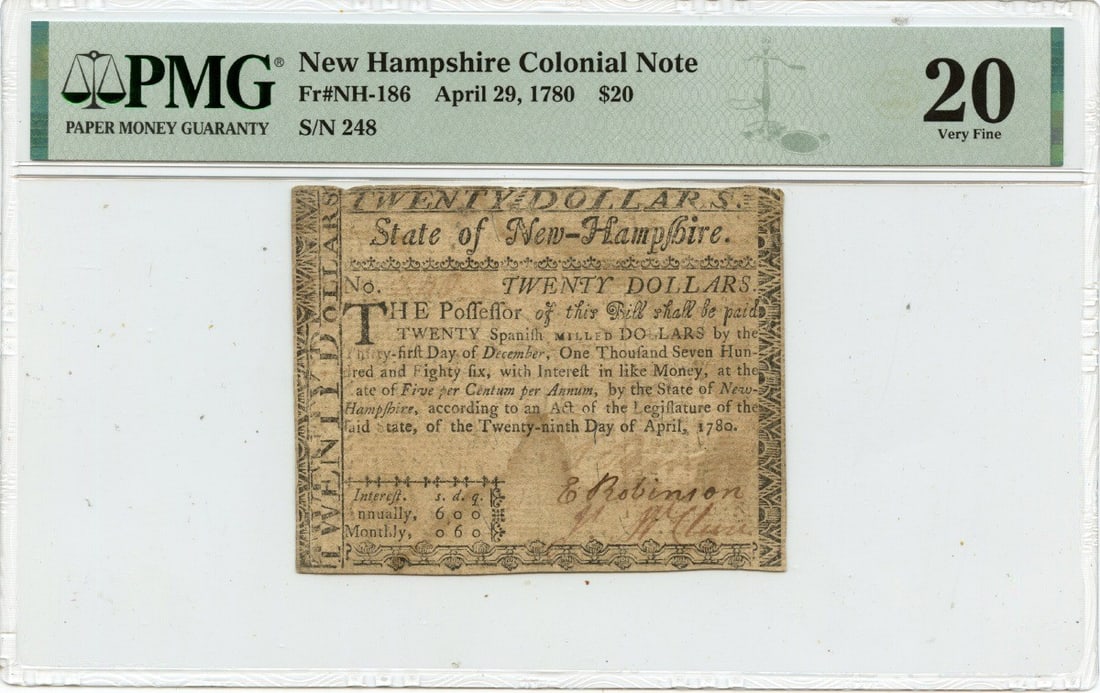 PMG®
PAPER MONEY GUARANTY
New Hampshire Colonial Note
Fr#NH-186 April 29, 1780 $20
S/N 248
20
Very Fine
TWENTY DOLLARS.
TWENTY DOLLARS
State of New-Hampſhire.
No. TWENTY DOLLARS.
THE Poſſeſſor of this Bill shall be paid
TWENTY Spaniſh MILLED DOLLARS by the
Thirty-firſt Day of December, One Thouſand Seven Hun-
dred and Eighty ſix, with Intereſt in like Money, at the
Rate of Five per Centum per Annum, by the State of New-
Hampſhire, according to an Act of the Legiſlature of the
ſaid State, of the Twenty-ninth Day of April, 1780.
Intereſt. s. d. q.
Annually, 6 0 0
Monthly, 0 6 0
E Robinson